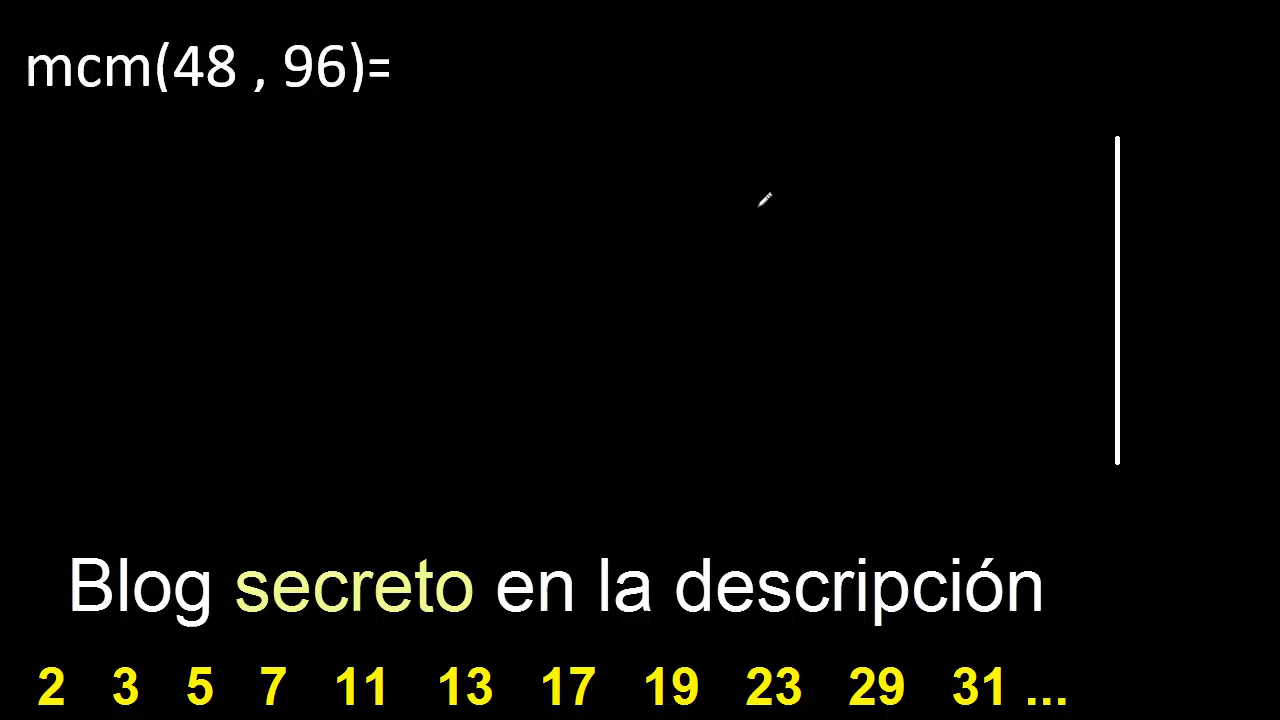 mcm(48 , 96)=
Blog secreto en la descripción
2 3 5 7 11 13 17 19 23 29 31 ...